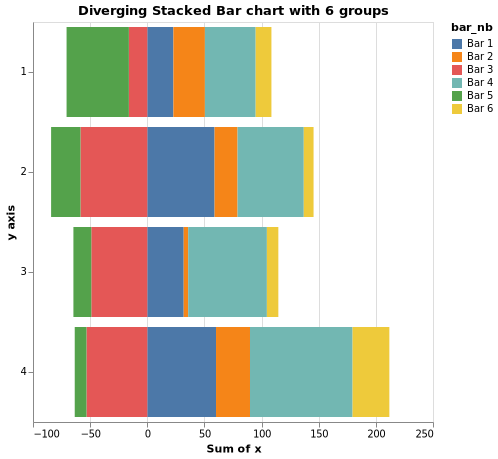 Diverging Stacked Bar chart with 6 groups
bar_nb
Bar 1
Bar 2
Bar 3
Bar 4
Bar 5
Bar 6
y axis
1
2
3
4
−100 −50 0 50 100 150 200 250
Sum of x